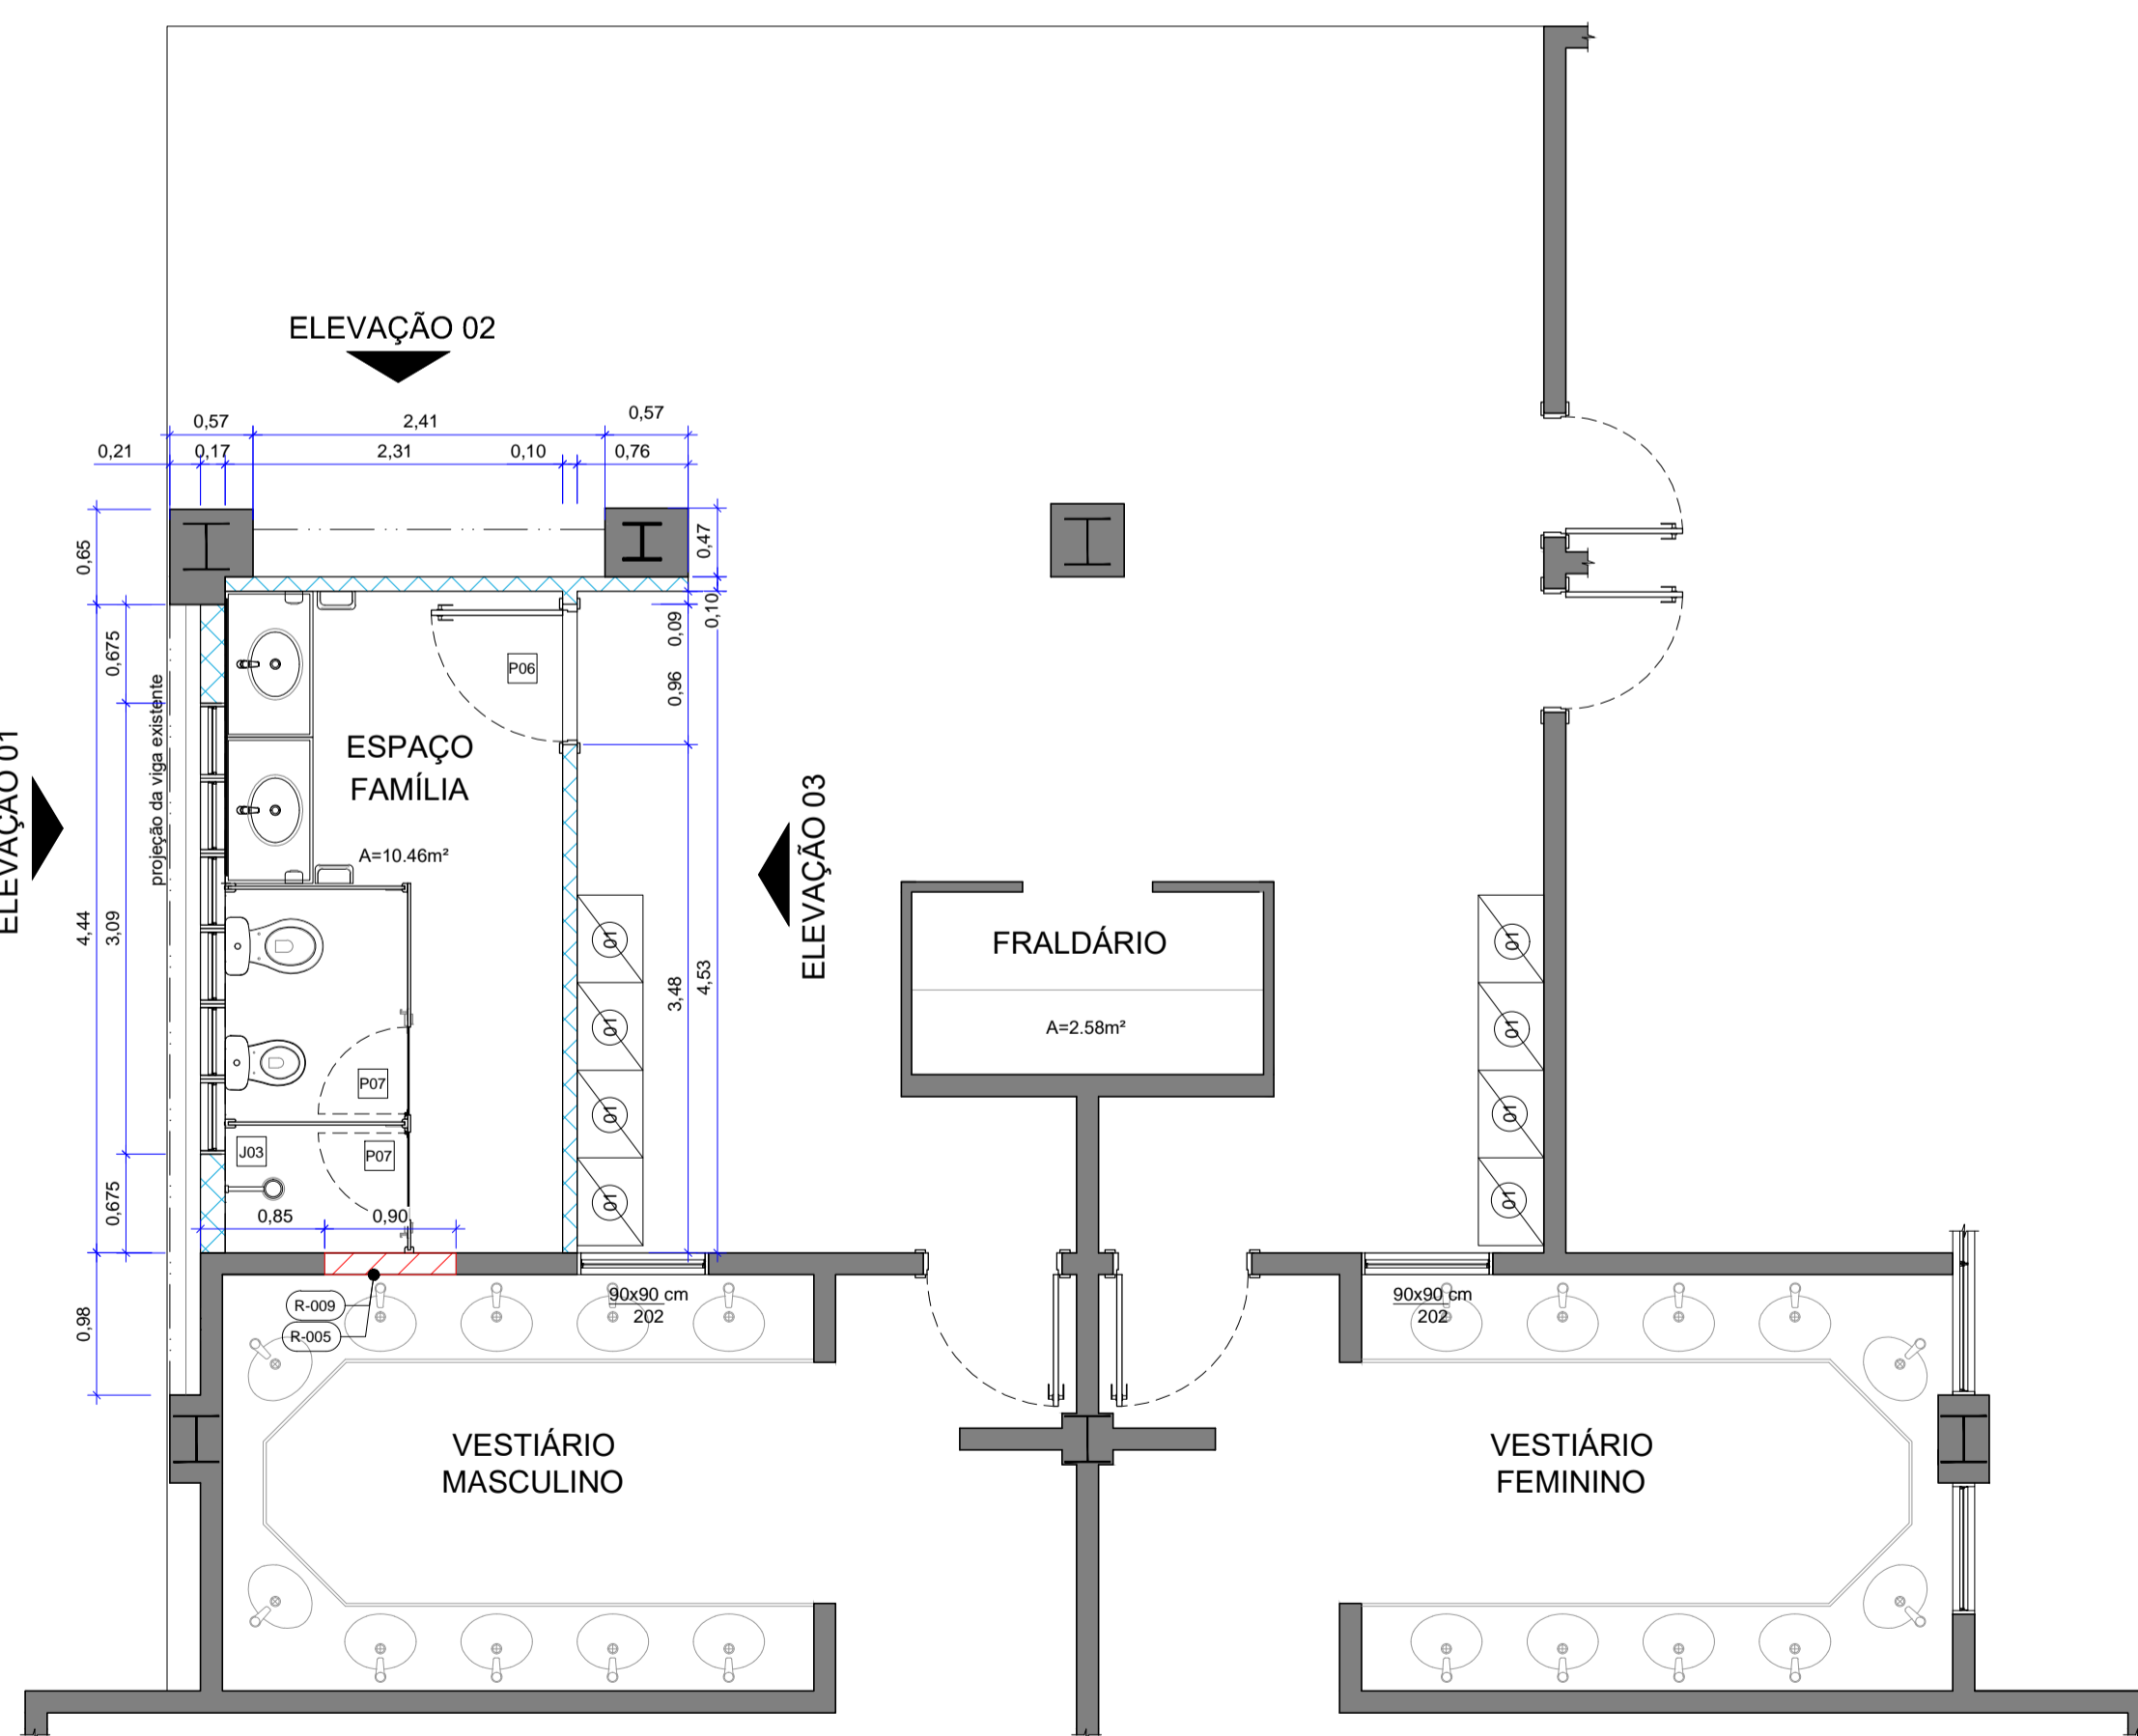 ELEVAÇÃO 02
0,57
2,41
0,57
0,21
0,17
2,31
0,10
0,76
0,65
0,47
0,10
0,09
0,675
0,96
P06
projeção da viga existente
ESPAÇO
FAMÍLIA
A=10.46m²
ELEVAÇÃO 01
ELEVAÇÃO 03
4,44
3,09
3,48
4,53
FRALDÁRIO
A=2.58m²
01
01
01
01
01
01
01
01
P07
J03
P07
0,675
0,85
0,90
0,98
R-009
R-005
90x90 cm
202
90x90 cm
202
VESTIÁRIO
MASCULINO
VESTIÁRIO
FEMININO